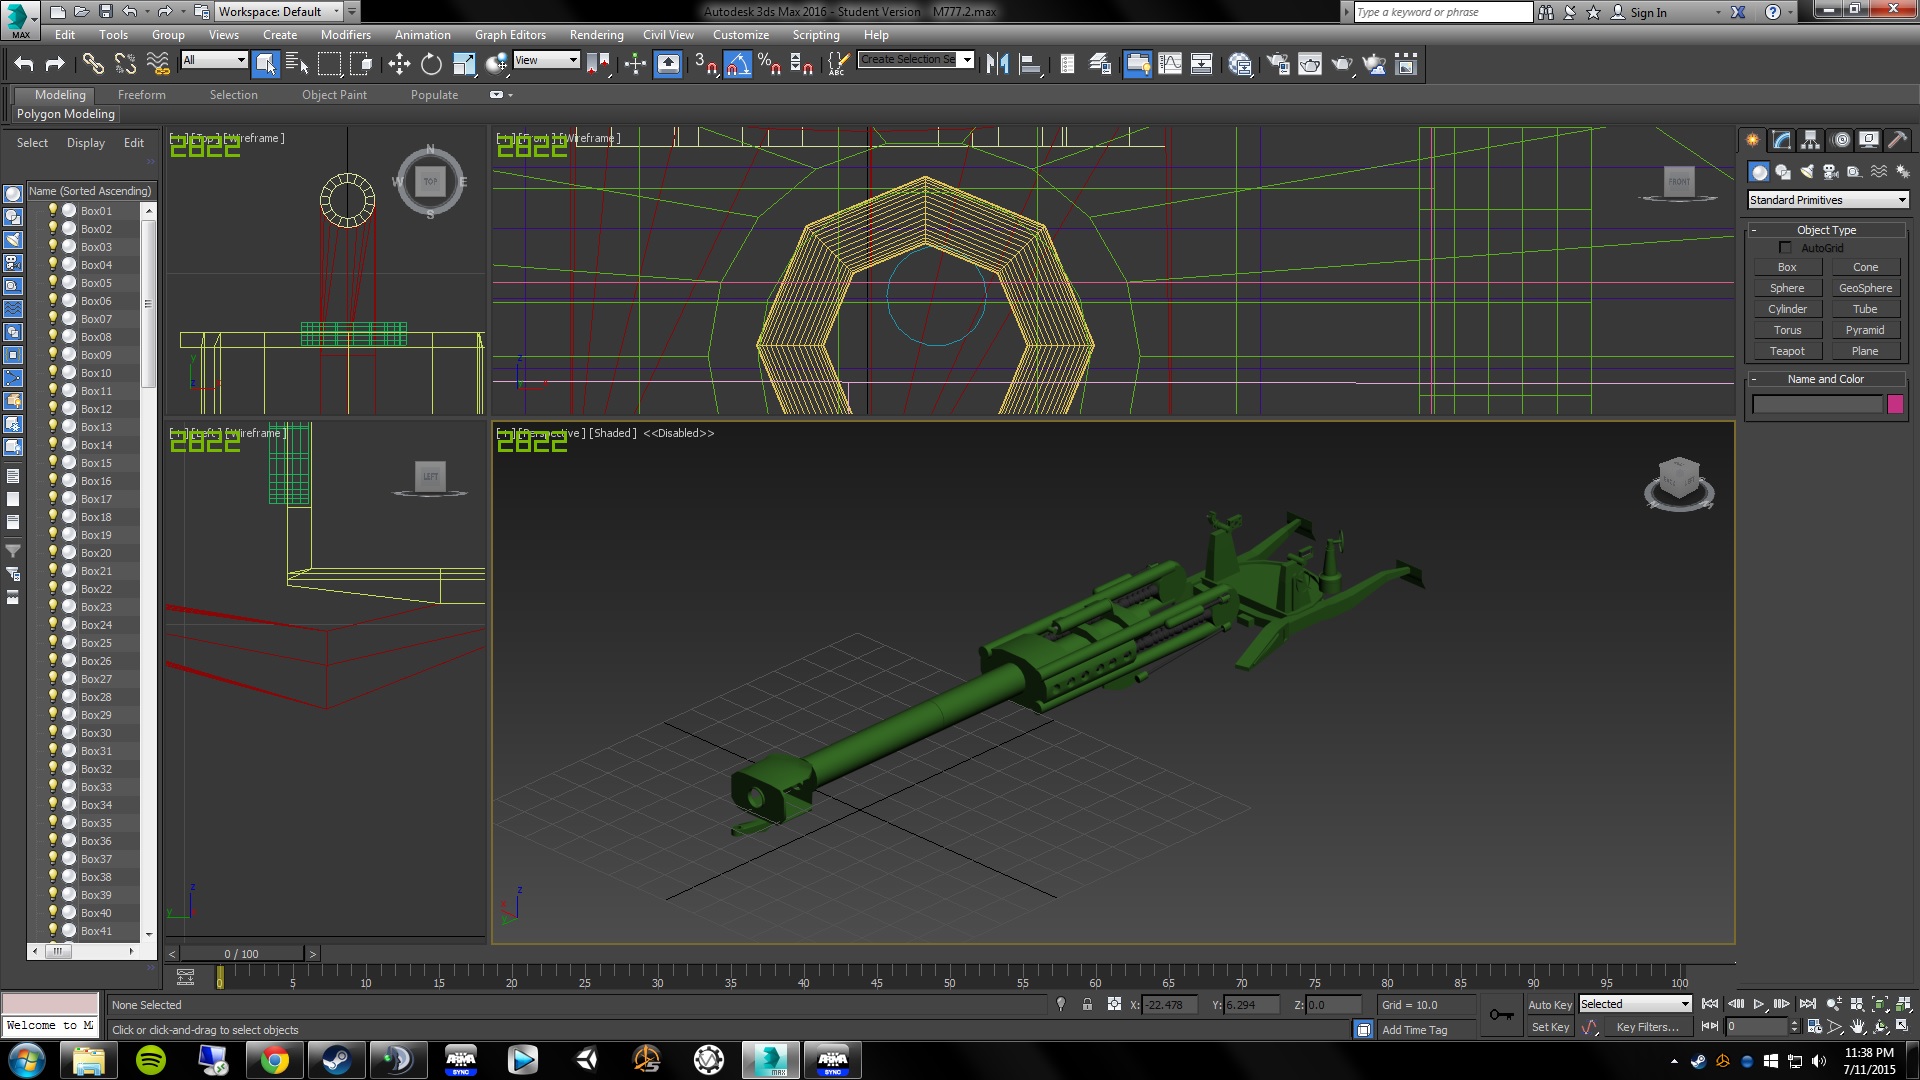 Workspace: Default
Autodesk 3ds Max 2016 - Student Version M777.2.max
Type a keyword or phrase
Sign In
MAX
Edit Tools Group Views Create Modifiers Animation Graph Editors Rendering Civil View Customize Scripting Help
All
View
3
ABC
Create Selection Se
Modeling Freeform Selection Object Paint Populate
Polygon Modeling
Select Display Edit
Name (Sorted Ascending)
Box01
Box02
Box03
Box04
Box05
Box06
Box07
Box08
Box09
Box10
Box11
Box12
Box13
Box14
Box15
Box16
Box17
Box18
Box19
Box20
Box21
Box22
Box23
Box24
Box25
Box26
Box27
Box28
Box29
Box30
Box31
Box32
Box33
Box34
Box35
Box36
Box37
Box38
Box39
Box40
Box41
[+][Top][Wireframe]
2822
N
W TOP E
S
[+][Front][Wireframe]
2822
FRONT
[+][Left][Wireframe]
2822
LEFT
[+][Perspective][Shaded] <<Disabled>>
2822
Standard Primitives
- Object Type
AutoGrid
Box Cone
Sphere GeoSphere
Cylinder Tube
Torus Pyramid
Teapot Plane
- Name and Color
< 0 / 100 >
0 5 10 15 20 25 30 35 40 45 50 55 60 65 70 75 80 85 90 95 100
None Selected
X: -22.478 Y: 6.294 Z: 0.0
Grid = 10.0
Auto Key Selected
Welcome to M
Click or click-and-drag to select objects
Add Time Tag
Set Key Key Filters...
0
ARMA
SYNC
MAX
ARMA
SYNC
11:38 PM
7/11/2015